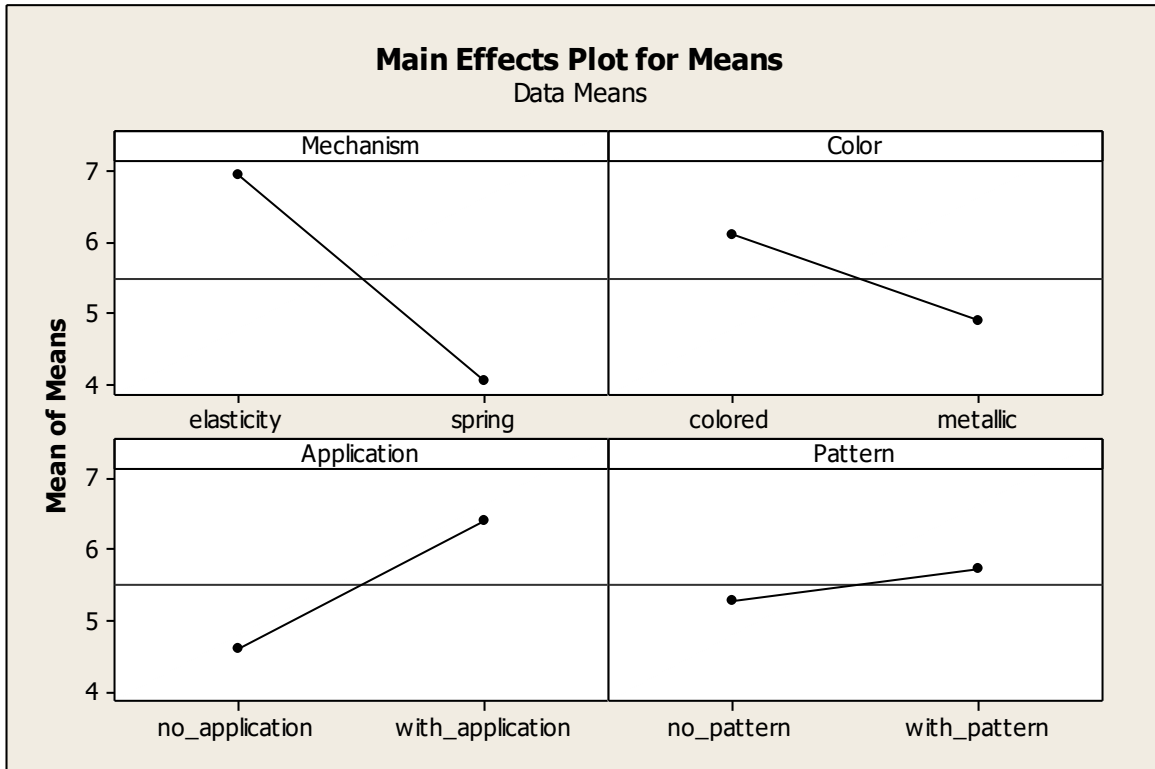 Main Effects Plot for Means
Data Means
Mean of Means
Mechanism
Color
7
6
5
4
elasticity
spring
colored
metallic
Application
Pattern
7
6
5
4
no_application
with_application
no_pattern
with_pattern